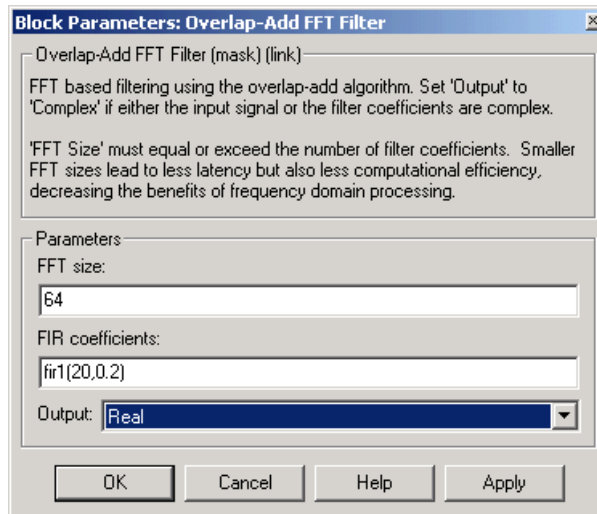 Block Parameters: Overlap-Add FFT Filter
Overlap-Add FFT Filter (mask) (link)
FFT based filtering using the overlap-add algorithm. Set 'Output' to
'Complex' if either the input signal or the filter coefficients are complex.
'FFT Size' must equal or exceed the number of filter coefficients. Smaller
FFT sizes lead to less latency but also less computational efficiency,
decreasing the benefits of frequency domain processing.
Parameters
FFT size:
64
FIR coefficients:
fir1(20,0.2)
Output: Real
OK Cancel Help Apply